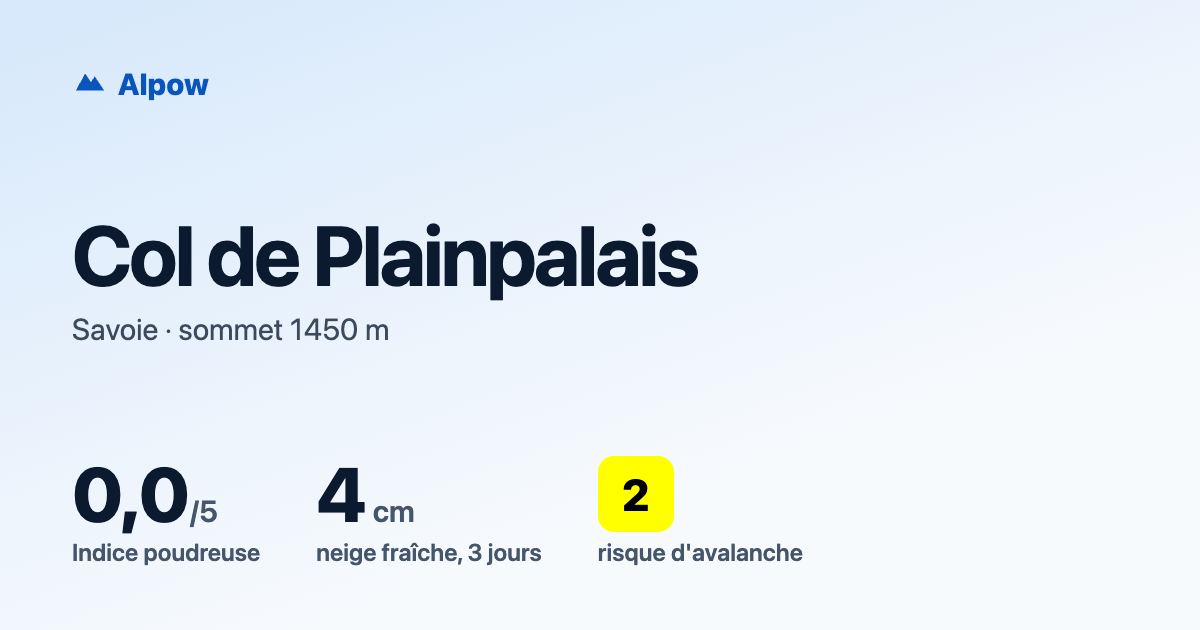 Alpow
Col de Plainpalais
Savoie · sommet 1450 m
0,0/5
Indice poudreuse
4 cm
neige fraîche, 3 jours
2
risque d'avalanche